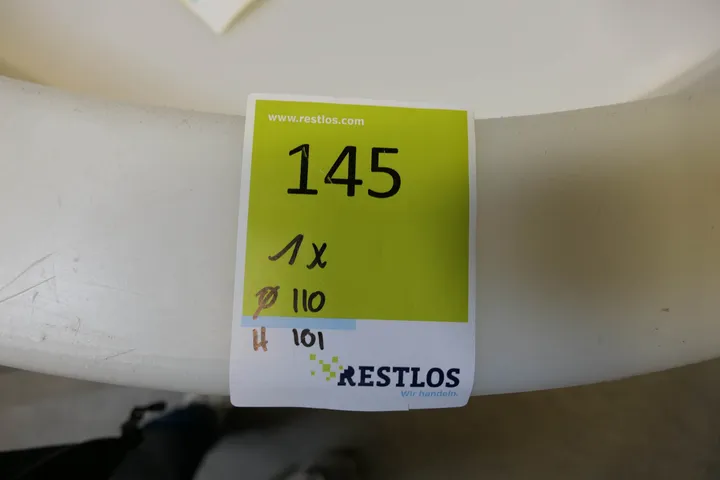 www.restlos.com
145
1x
Ø 110
H 101
RESTLOS
Wir handeln.